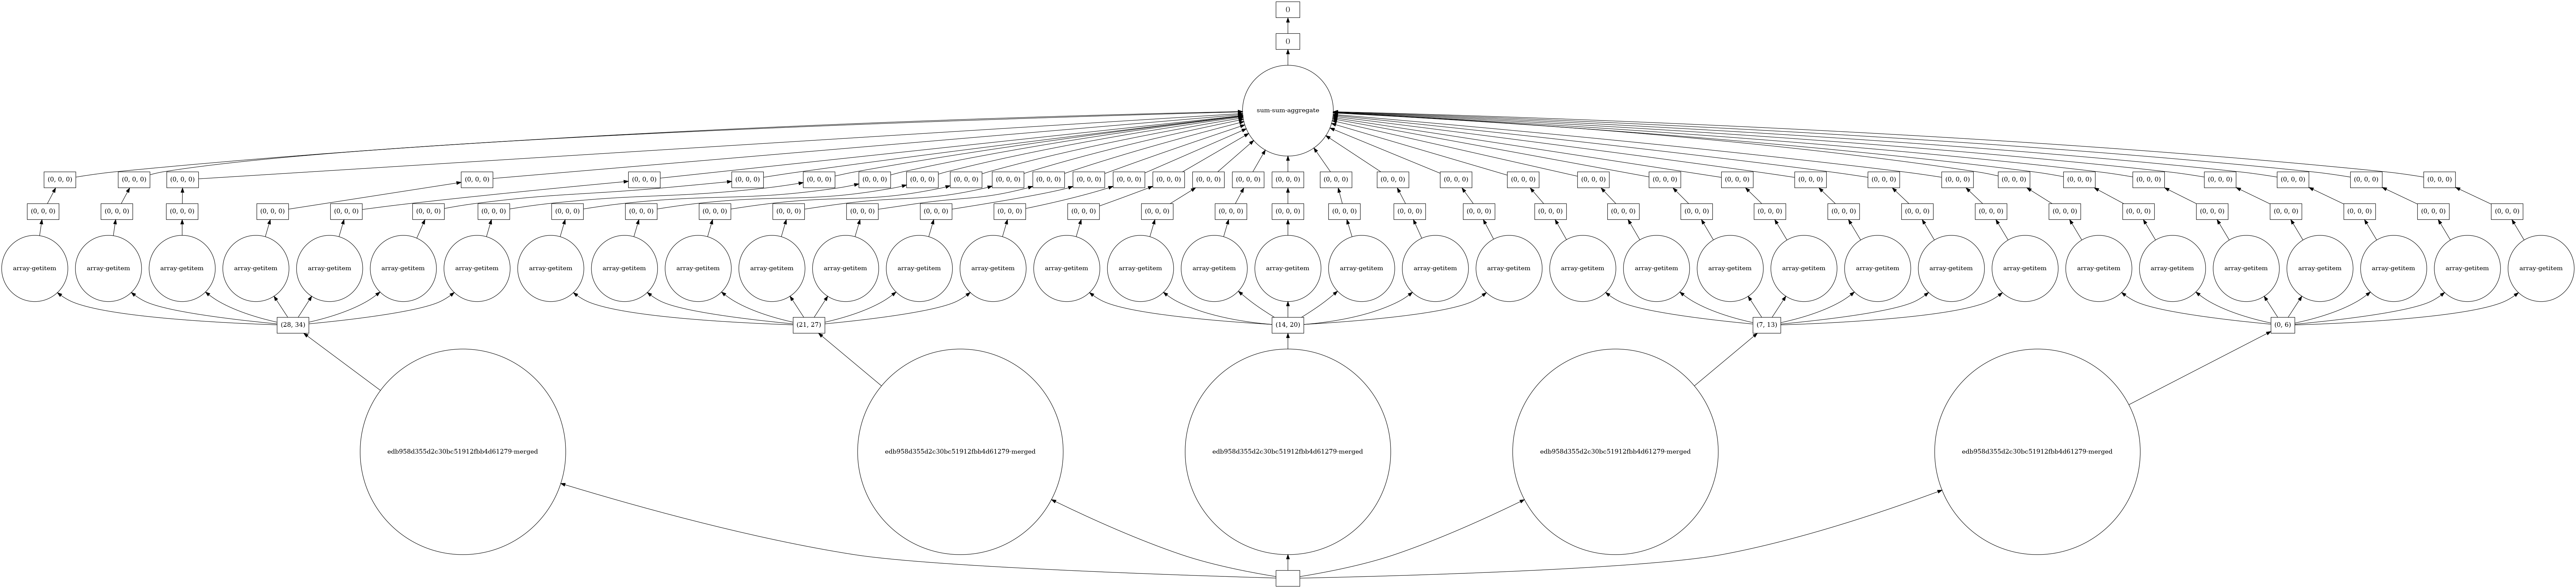 ()
()
sum-sum-aggregate
(0, 0, 0) (0, 0, 0) (0, 0, 0) (0, 0, 0) (0, 0, 0) (0, 0, 0) (0, 0, 0) (0, 0, 0) (0, 0, 0) (0, 0, 0) (0, 0, 0) (0, 0, 0) (0, 0, 0) (0, 0, 0) (0, 0, 0) (0, 0, 0) (0, 0, 0) (0, 0, 0) (0, 0, 0) (0, 0, 0) (0, 0, 0) (0, 0, 0) (0, 0, 0) (0, 0, 0) (0, 0, 0) (0, 0, 0) (0, 0, 0) (0, 0, 0) (0, 0, 0) (0, 0, 0) (0, 0, 0) (0, 0, 0) (0, 0, 0) (0, 0, 0) (0, 0, 0)
(0, 0, 0) (0, 0, 0) (0, 0, 0) (0, 0, 0) (0, 0, 0) (0, 0, 0) (0, 0, 0) (0, 0, 0) (0, 0, 0) (0, 0, 0) (0, 0, 0) (0, 0, 0) (0, 0, 0) (0, 0, 0) (0, 0, 0) (0, 0, 0) (0, 0, 0) (0, 0, 0) (0, 0, 0) (0, 0, 0) (0, 0, 0) (0, 0, 0) (0, 0, 0) (0, 0, 0) (0, 0, 0) (0, 0, 0) (0, 0, 0) (0, 0, 0) (0, 0, 0) (0, 0, 0) (0, 0, 0) (0, 0, 0) (0, 0, 0) (0, 0, 0) (0, 0, 0)
array-getitem array-getitem array-getitem array-getitem array-getitem array-getitem array-getitem array-getitem array-getitem array-getitem array-getitem array-getitem array-getitem array-getitem array-getitem array-getitem array-getitem array-getitem array-getitem array-getitem array-getitem array-getitem array-getitem array-getitem array-getitem array-getitem array-getitem array-getitem array-getitem array-getitem array-getitem array-getitem array-getitem array-getitem array-getitem
(28, 34) (21, 27) (14, 20) (7, 13) (0, 6)
edb958d355d2c30bc51912fbb4d61279-merged edb958d355d2c30bc51912fbb4d61279-merged edb958d355d2c30bc51912fbb4d61279-merged edb958d355d2c30bc51912fbb4d61279-merged edb958d355d2c30bc51912fbb4d61279-merged